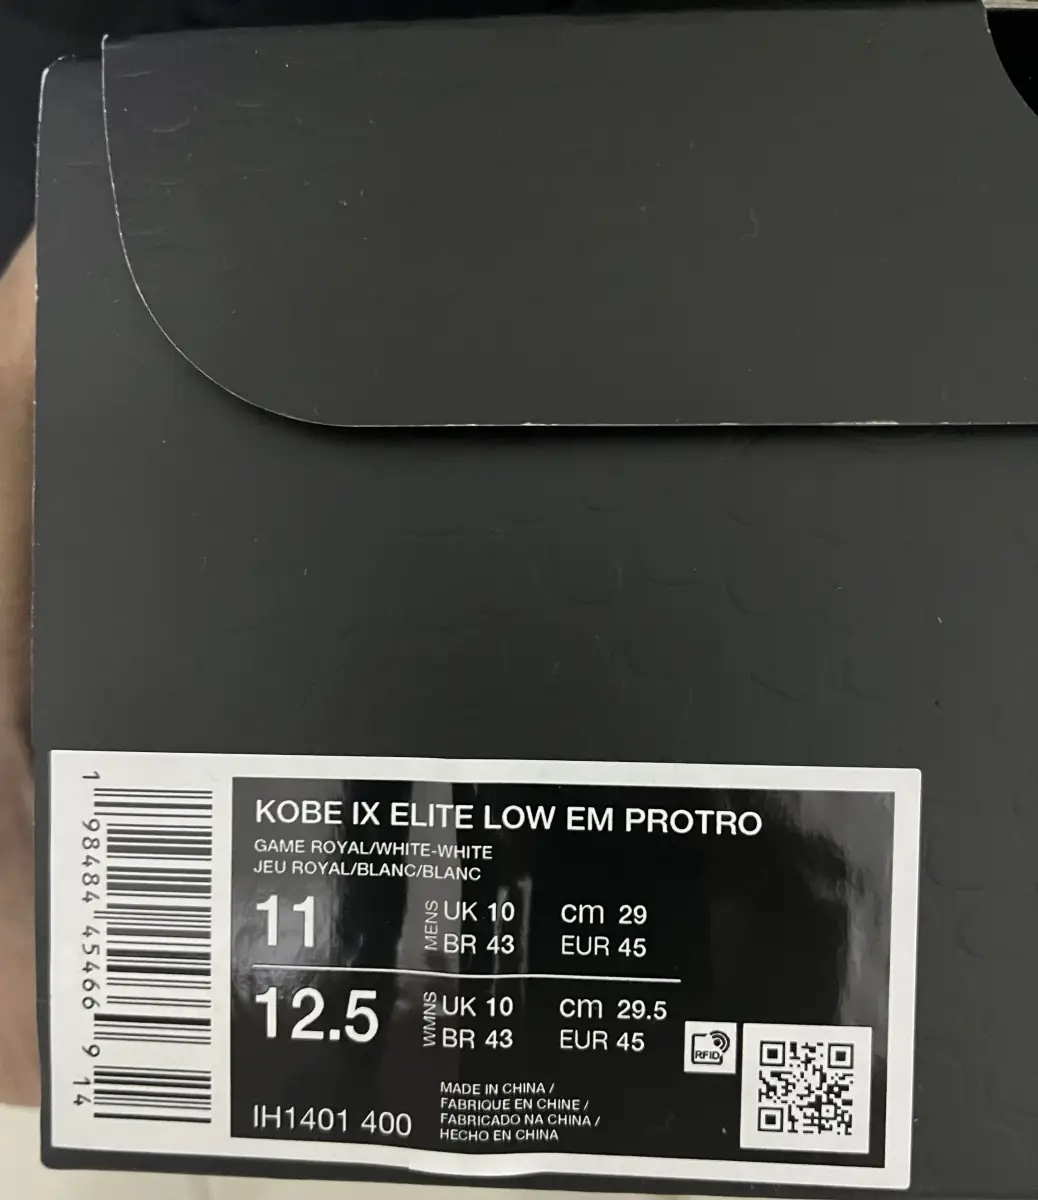 KOBE IX ELITE LOW EM PROTRO
GAME ROYAL/WHITE-WHITE
JEU ROYAL/BLANC/BLANC
11 MENS UK 10 cm 29
BR 43 EUR 45
12.5 WMNS UK 10 cm 29.5
BR 43 EUR 45
RFID
MADE IN CHINA /
FABRIQUE EN CHINE /
FABRICADO NA CHINA /
HECHO EN CHINA
IH1401 400
1 98484 45466 9 14